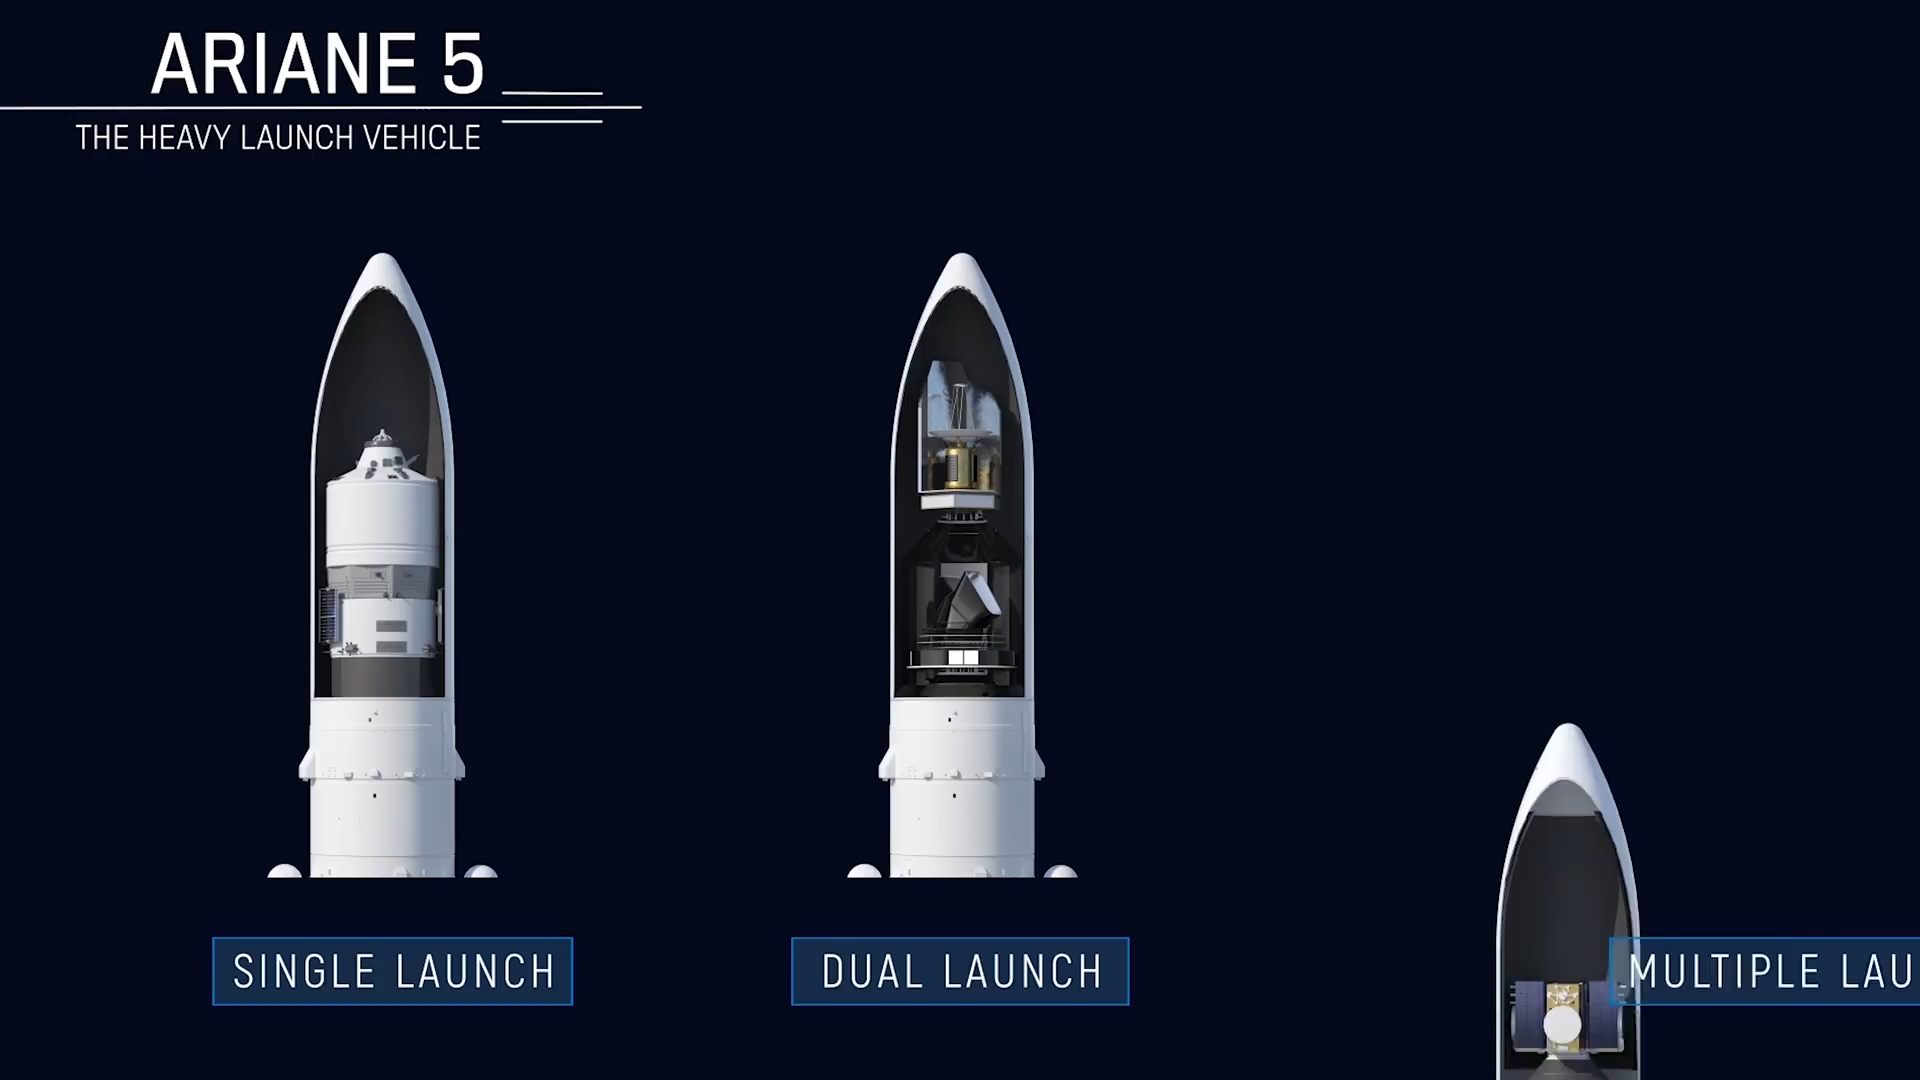 ARIANE 5
THE HEAVY LAUNCH VEHICLE
SINGLE LAUNCH
DUAL LAUNCH
MULTIPLE LAU